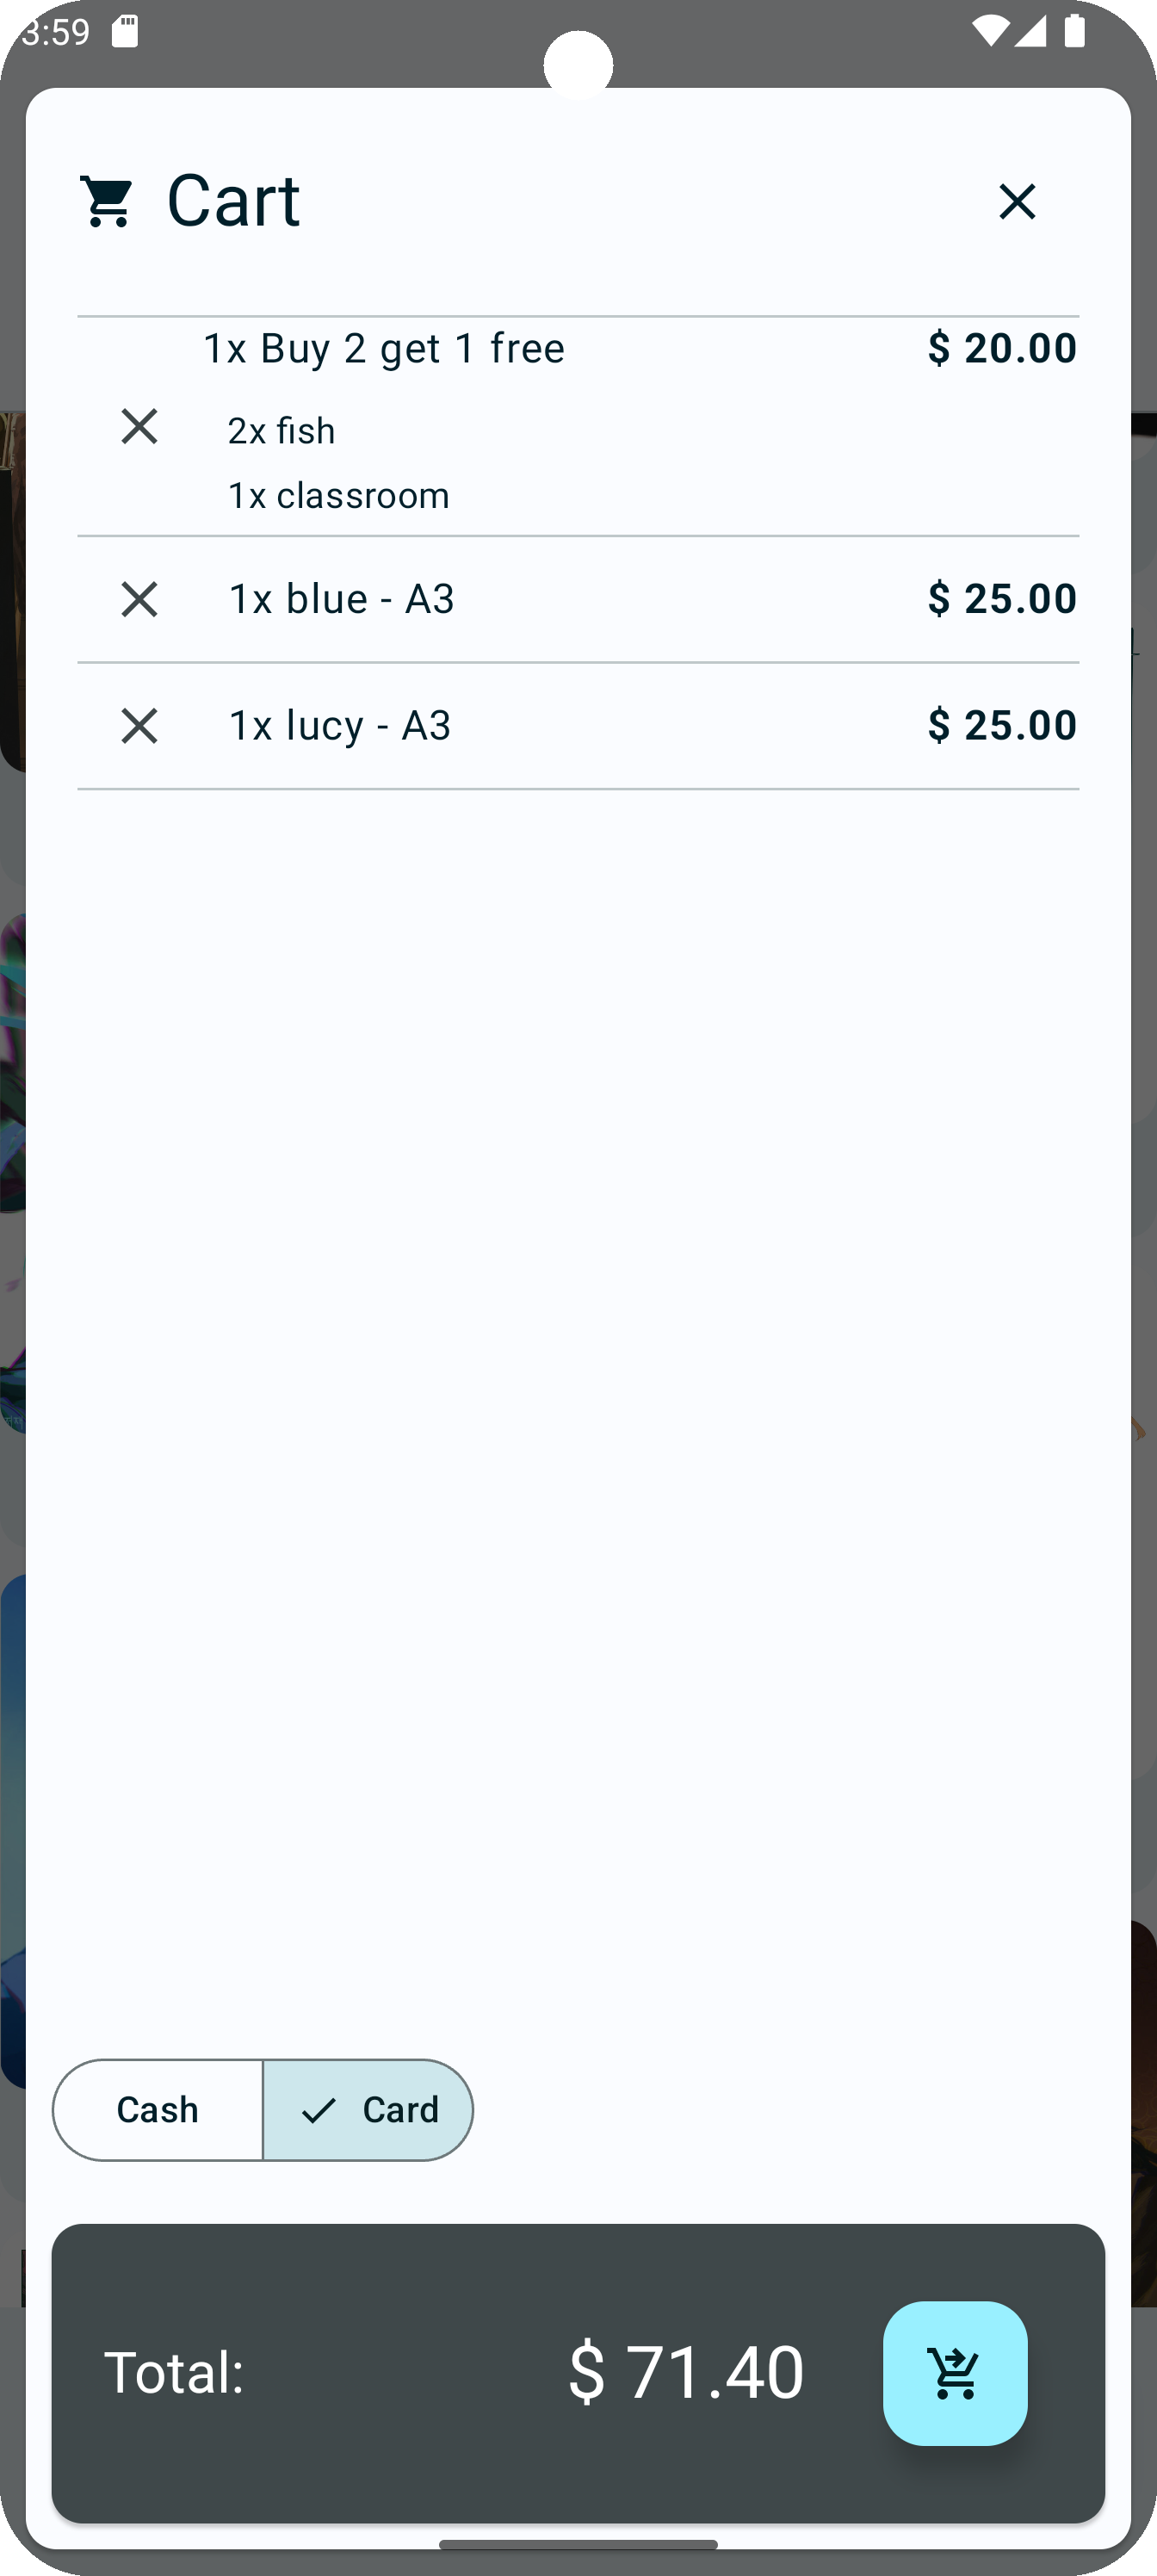 3:59
Cart
1x Buy 2 get 1 free $ 20.00
2x fish
1x classroom
1x blue - A3 $ 25.00
1x lucy - A3 $ 25.00
Cash Card
Total: $ 71.40